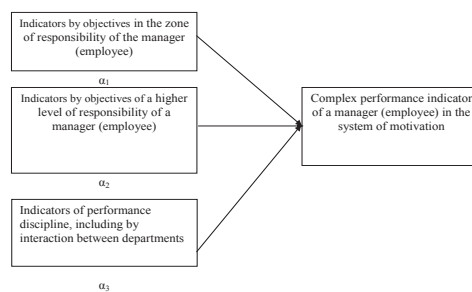 Indicators by objectives in the zone
of responsibility of the manager
(employee)
α1
Indicators by objectives of a higher
level of responsibility of a
manager (employee)
α2
Indicators of performance
discipline, including by
interaction between departments
α3
Complex performance indicator
of a manager (employee) in the
system of motivation